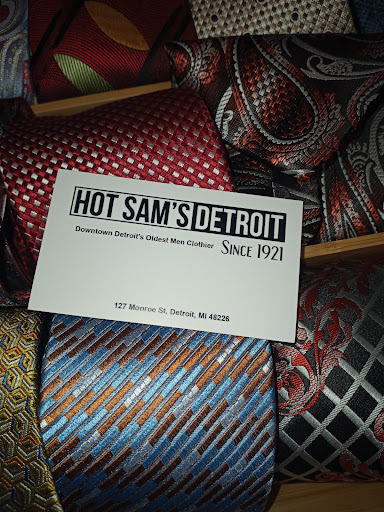 HOT SAM'S DETROIT
Downtown Detroit's Oldest Men Clothier
SINCE 1921
127 Monroe St, Detroit, MI 48226